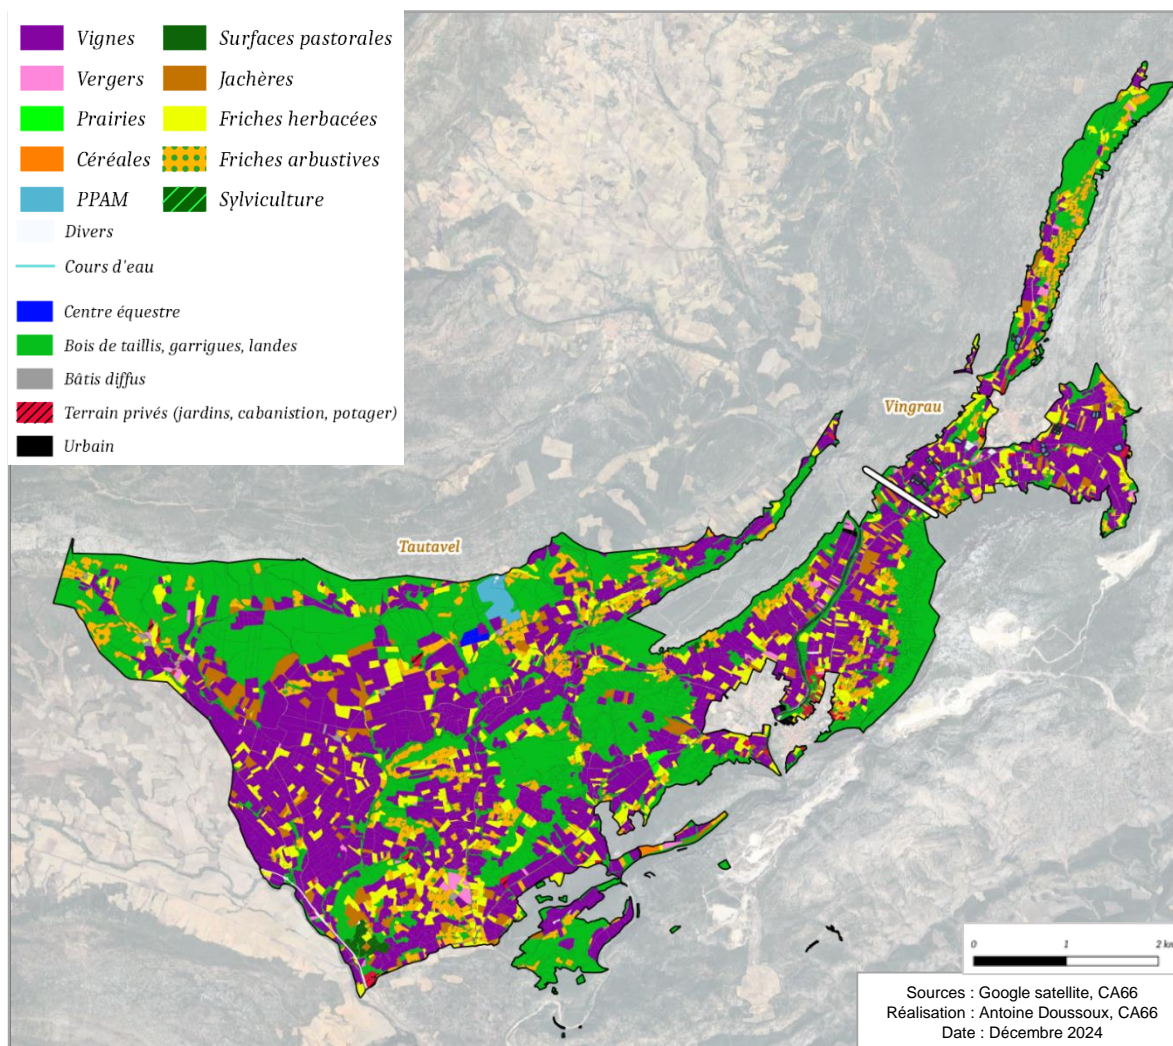 Vignes
Surfaces pastorales
Vergers
Jachères
Prairies
Friches herbacées
Céréales
Friches arbustives
PPAM
Sylviculture
Divers
Cours d'eau
Centre équestre
Bois de taillis, garrigues, landes
Bâtis diffus
Terrain privés (jardins, cabanistion, potager)
Urbain
Vingrau
Tautavel
0 1 2 km
Sources : Google satellite, CA66
Réalisation : Antoine Doussoux, CA66
Date : Décembre 2024